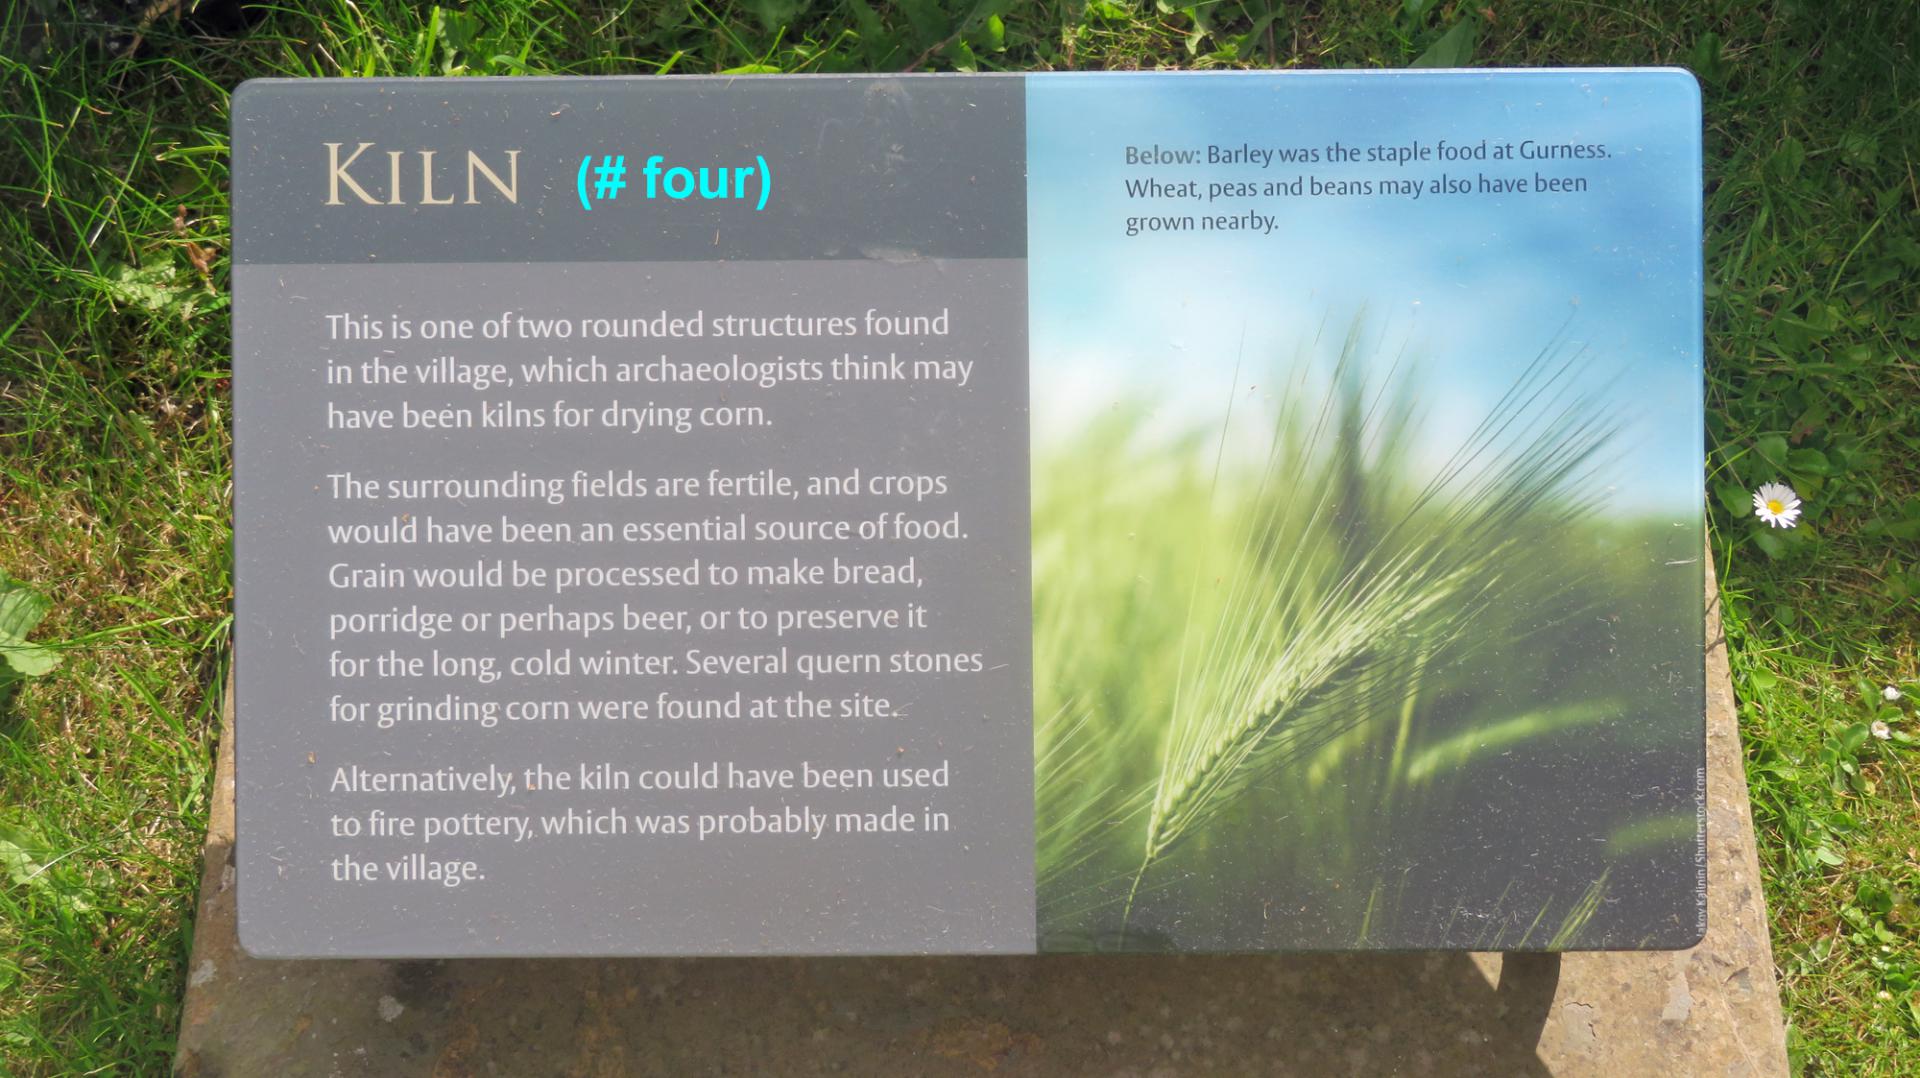 KILN (# four)
This is one of two rounded structures found
in the village, which archaeologists think may
have been kilns for drying corn.
The surrounding fields are fertile, and crops
would have been an essential source of food.
Grain would be processed to make bread,
porridge or perhaps beer, or to preserve it
for the long, cold winter. Several quern stones
for grinding corn were found at the site.
Alternatively, the kiln could have been used
to fire pottery, which was probably made in
the village.
Below: Barley was the staple food at Gurness.
Wheat, peas and beans may also have been
grown nearby.
Kalinin/Shutterstock.com